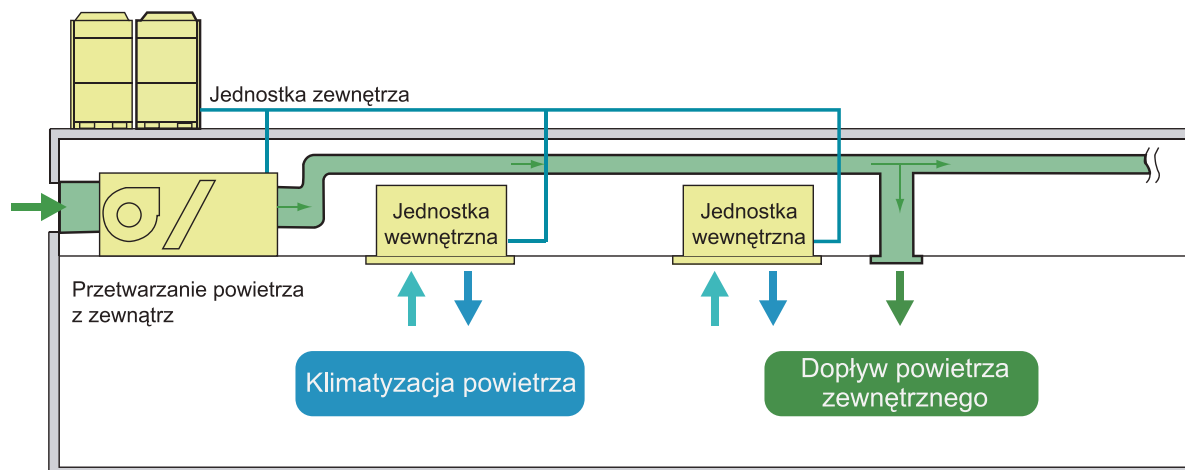 Jednostka zewnętrza
Jednostka
wewnętrzna
Jednostka
wewnętrzna
Przetwarzanie powietrza
z zewnątrz
Klimatyzacja powietrza
Dopływ powietrza
zewnętrznego